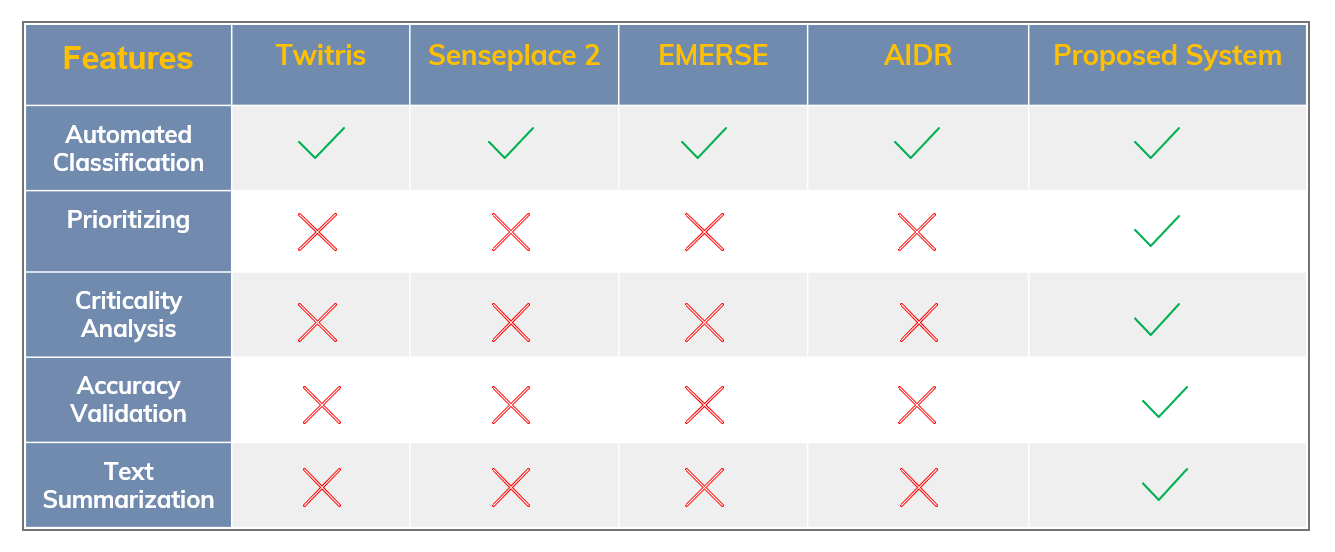 Features Twitris Senseplace 2 EMERSE AIDR Proposed System
Automated
Classification
Prioritizing
Criticality
Analysis
Accuracy
Validation
Text
Summarization